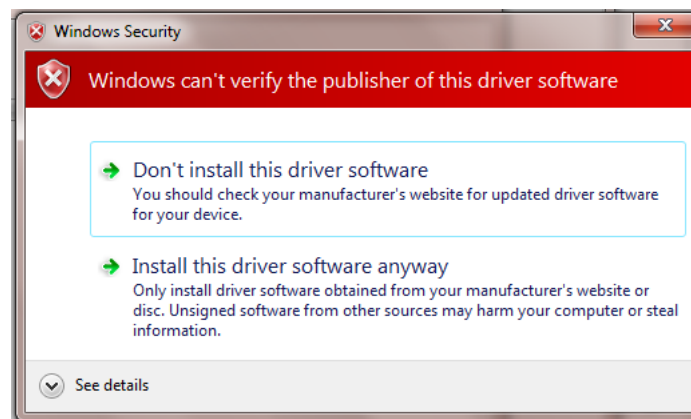 Windows Security
Windows can't verify the publisher of this driver software
Don't install this driver software
You should check your manufacturer's website for updated driver software
for your device.
Install this driver software anyway
Only install driver software obtained from your manufacturer's website or
disc. Unsigned software from other sources may harm your computer or steal
information.
See details